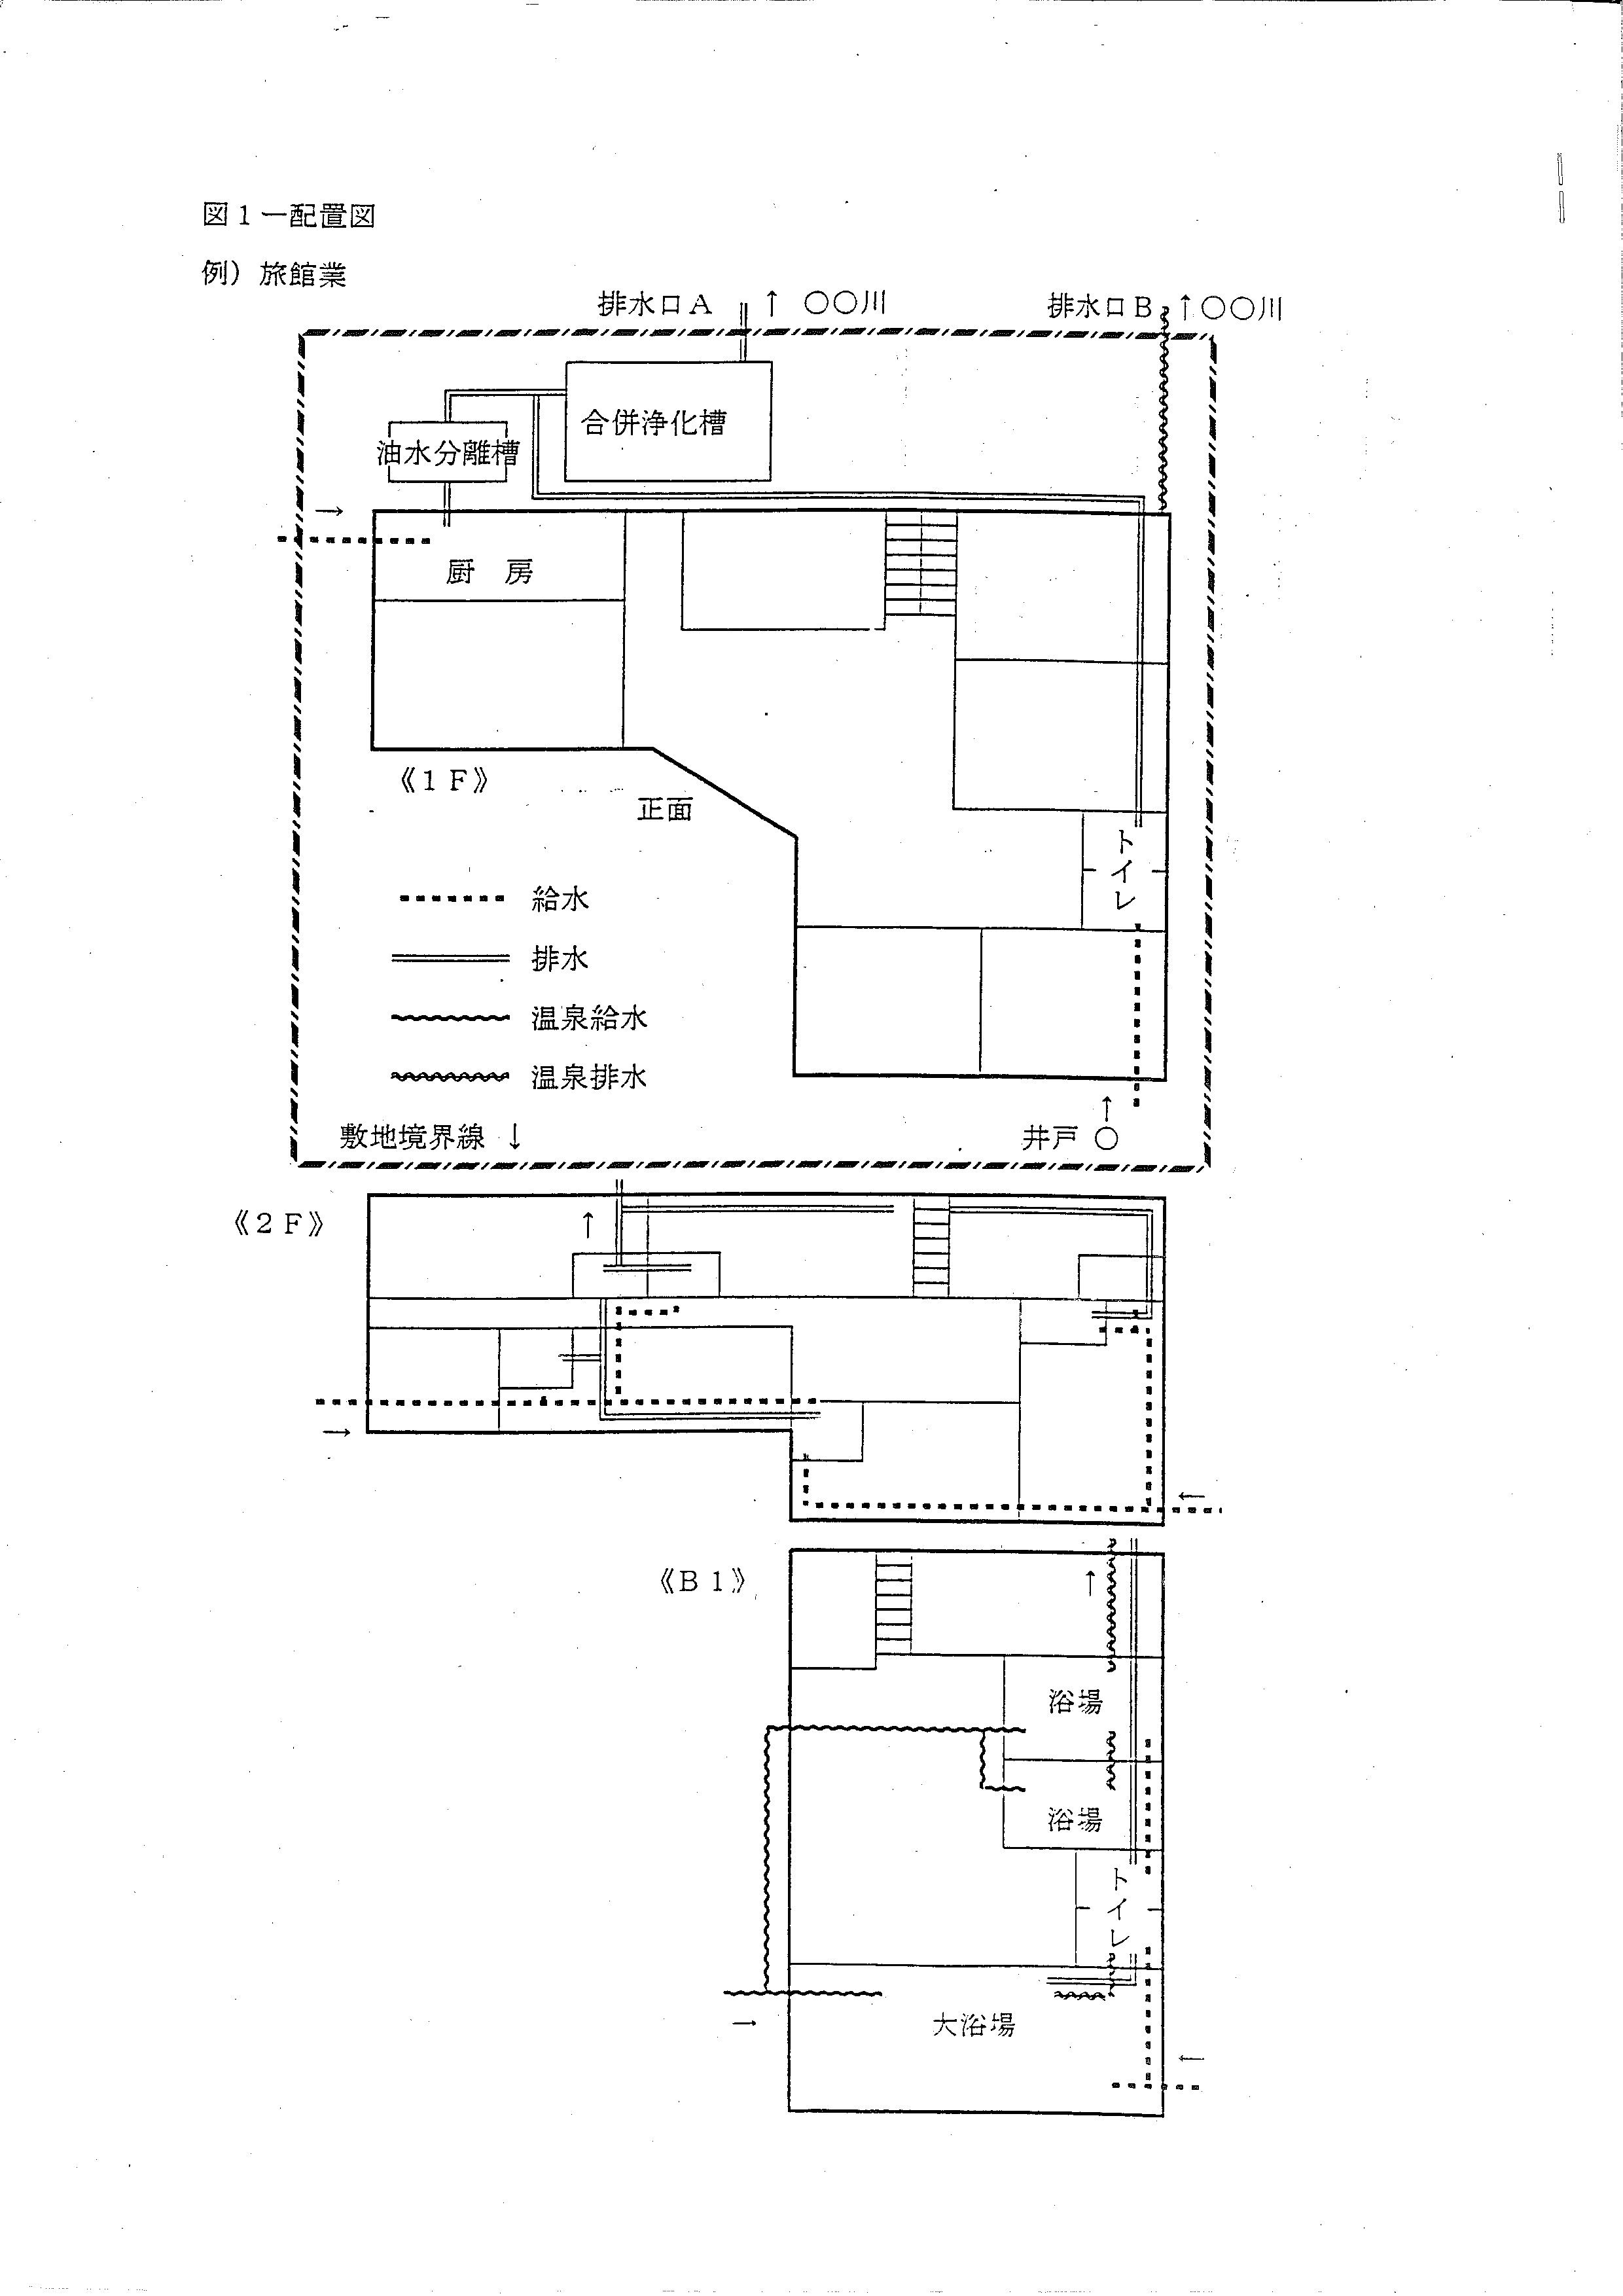 図1―配置図
例）旅館業
排水口A ↑ ○○川
排水口B ↑○○川
合併浄化槽
油水分離槽
→
厨 房
《1F》
正面
トイレ
給水
排水
温泉給水
温泉排水
敷地境界線 ↓
↑
井戸 ○
《2F》
↑
→
←
《B1》
↑
浴場
浴場
トイレ
大浴場
→
←